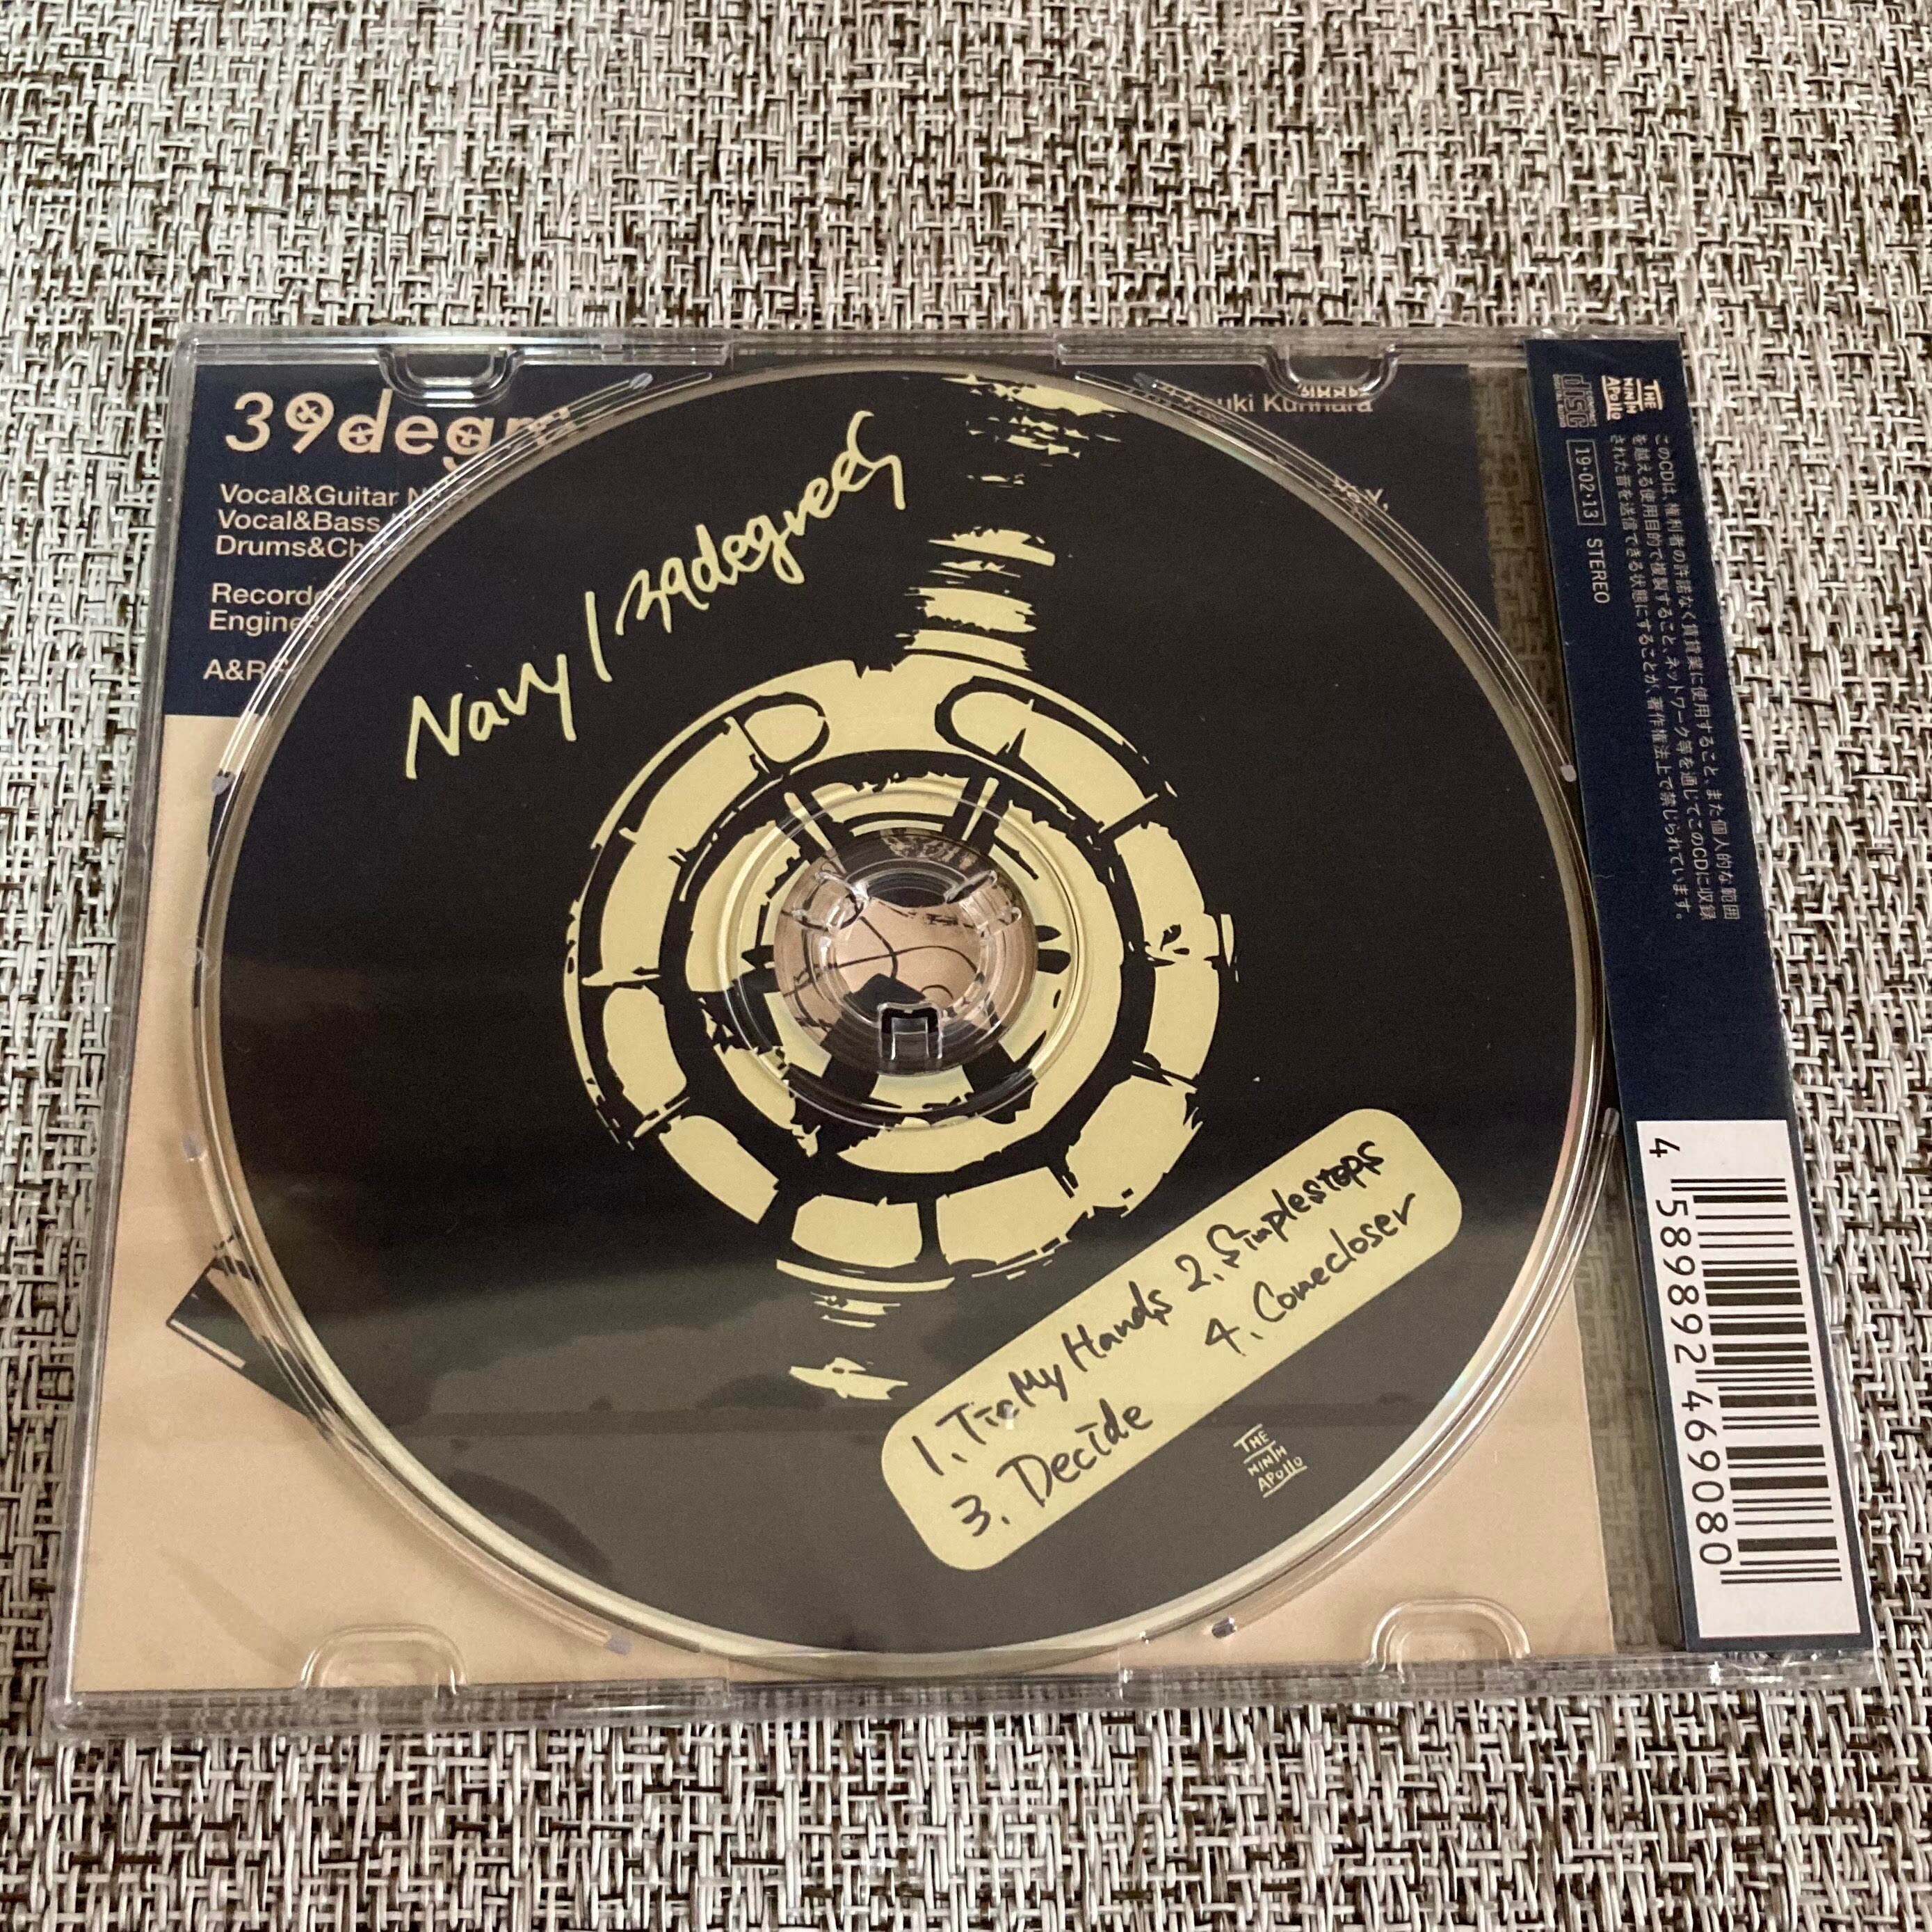 39degr
Vocal&Guitar
Vocal&Bass
Drums&Ch
Record
Engine
A&R
uki Kurihara
Navy / 39degrees
1. Tie My Hands 2. Simplesteps
3. Decide 4. Comecloser
THE
NINTH
APOLLO
THE
NINTH
APOLLO
COMPACT
disc
DIGITAL AUDIO
このCDは、権利者の許諾なく賃貸業に使用すること、また個人的な範囲
を越える使用目的で複製すること、ネットワーク等を通じてこのCDに収録
された音を送信できる状態にすることが、著作権法上で禁じられています。
19・02・13 STEREO
4 589892 469080